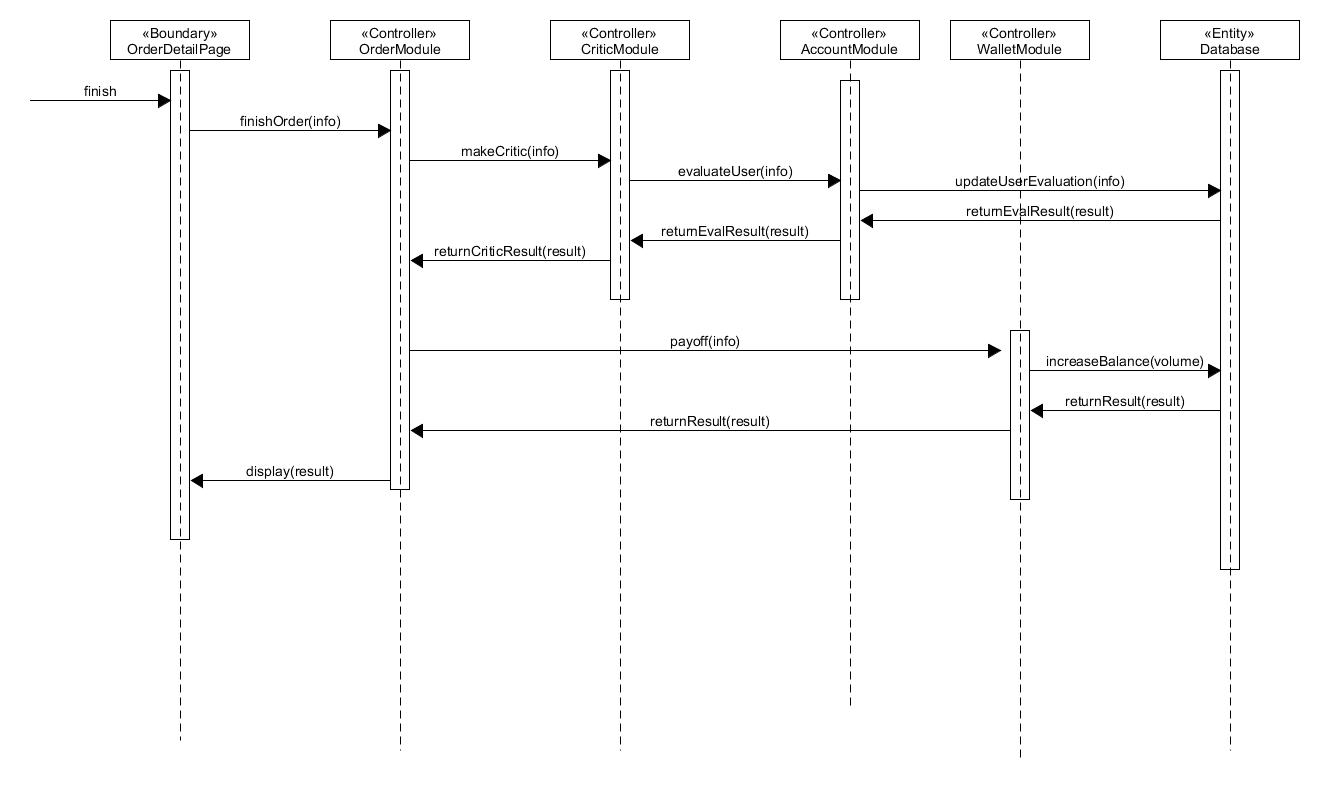 «Boundary»
OrderDetailPage
«Controller»
OrderModule
«Controller»
CriticModule
«Controller»
AccountModule
«Controller»
WalletModule
«Entity»
Database
finish
finishOrder(info)
makeCritic(info)
evaluateUser(info)
updateUserEvaluation(info)
returnEvalResult(result)
returnEvalResult(result)
returnCriticResult(result)
payoff(info)
increaseBalance(volume)
returnResult(result)
returnResult(result)
display(result)